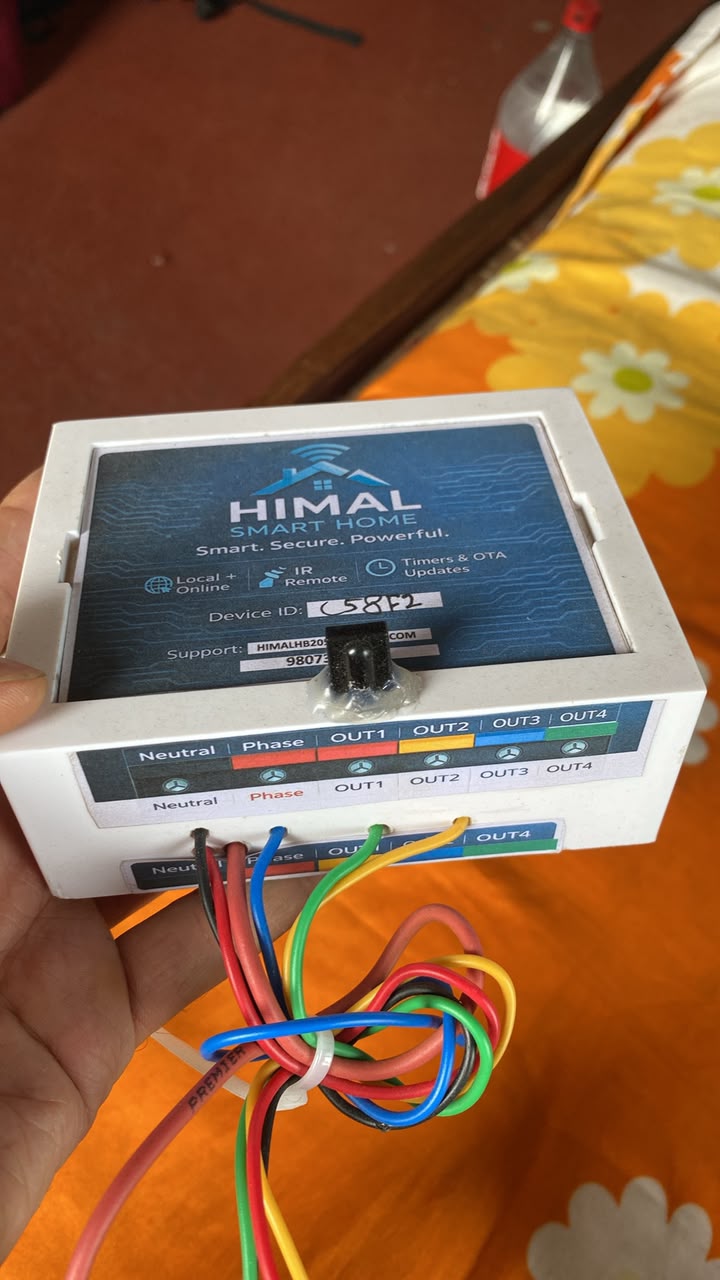 HIMAL
SMART HOME
Smart. Secure. Powerful.
Local + Online
IR Remote
Timers & OTA Updates
Device ID: C58F2
Support:
Neutral Phase OUT1 OUT2 OUT3 OUT4
Neutral Phase OUT1 OUT2 OUT3 OUT4
OUT4
PREMIER